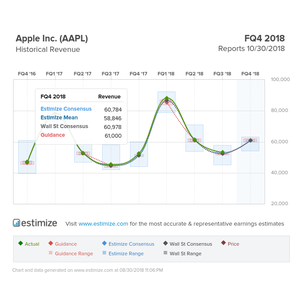 Apple Inc. (AAPL)
FQ4 2018
Historical Revenue
Reports 10/30/2018
FQ4 '16 FQ1 '17 FQ2 '17 FQ3 '17 FQ4 '17 FQ1 '18 FQ2 '18 FQ3 '18 FQ4 '18
100,000
80,000
60,000
40,000
20,000
FQ4 2018 Revenue
Estimize Consensus 60,784
Estimize Mean 58,846
Wall St Consensus 60,978
Guidance 61,000
estimize Visit www.estimize.com for the most accurate & representative earnings estimates
Actual Guidance Estimize Consensus Wall St Consensus Price
Guidance Range Estimize Range Wall St Range
Chart and data generated on www.estimize.com at 08/30/2018 11:06 PM